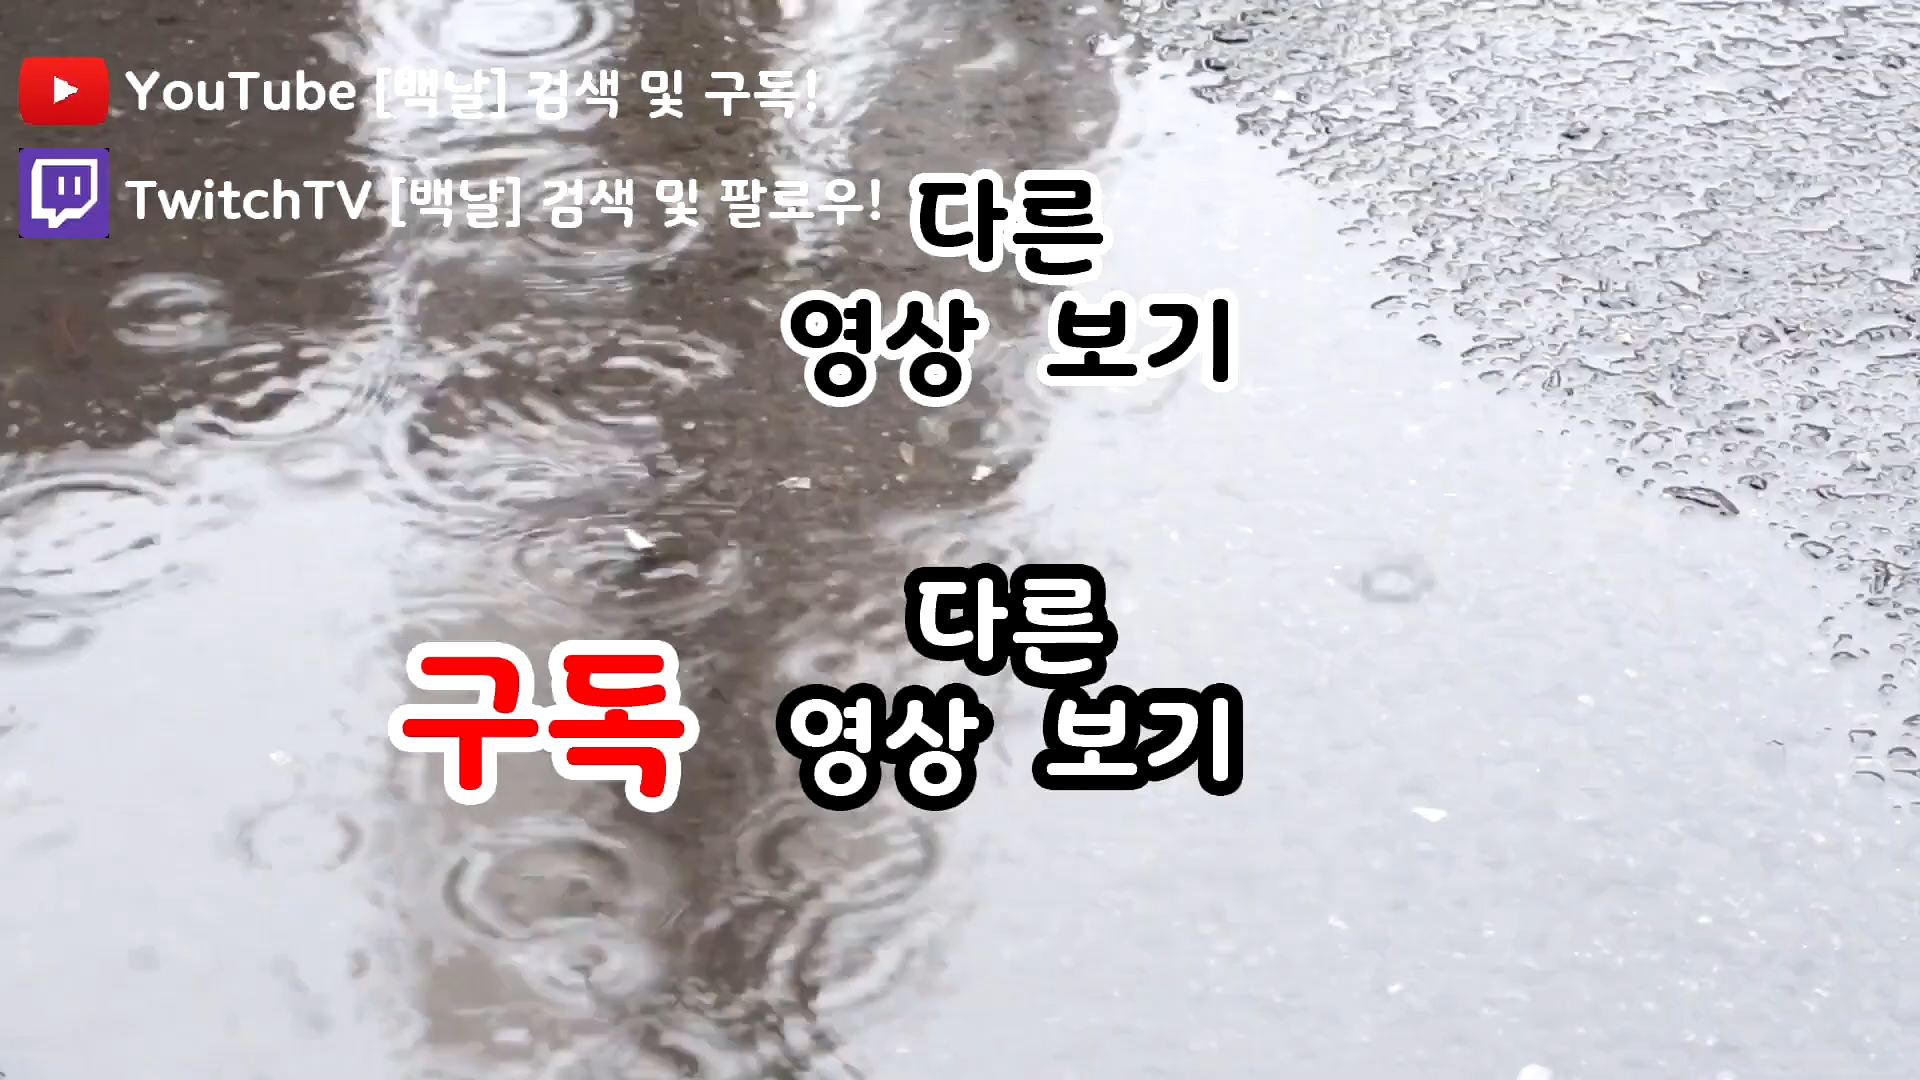 YouTube [백날] 검색 및 구독!
TwitchTV [백날] 검색 및 팔로우!
다른
영상 보기
구독
다른
영상 보기